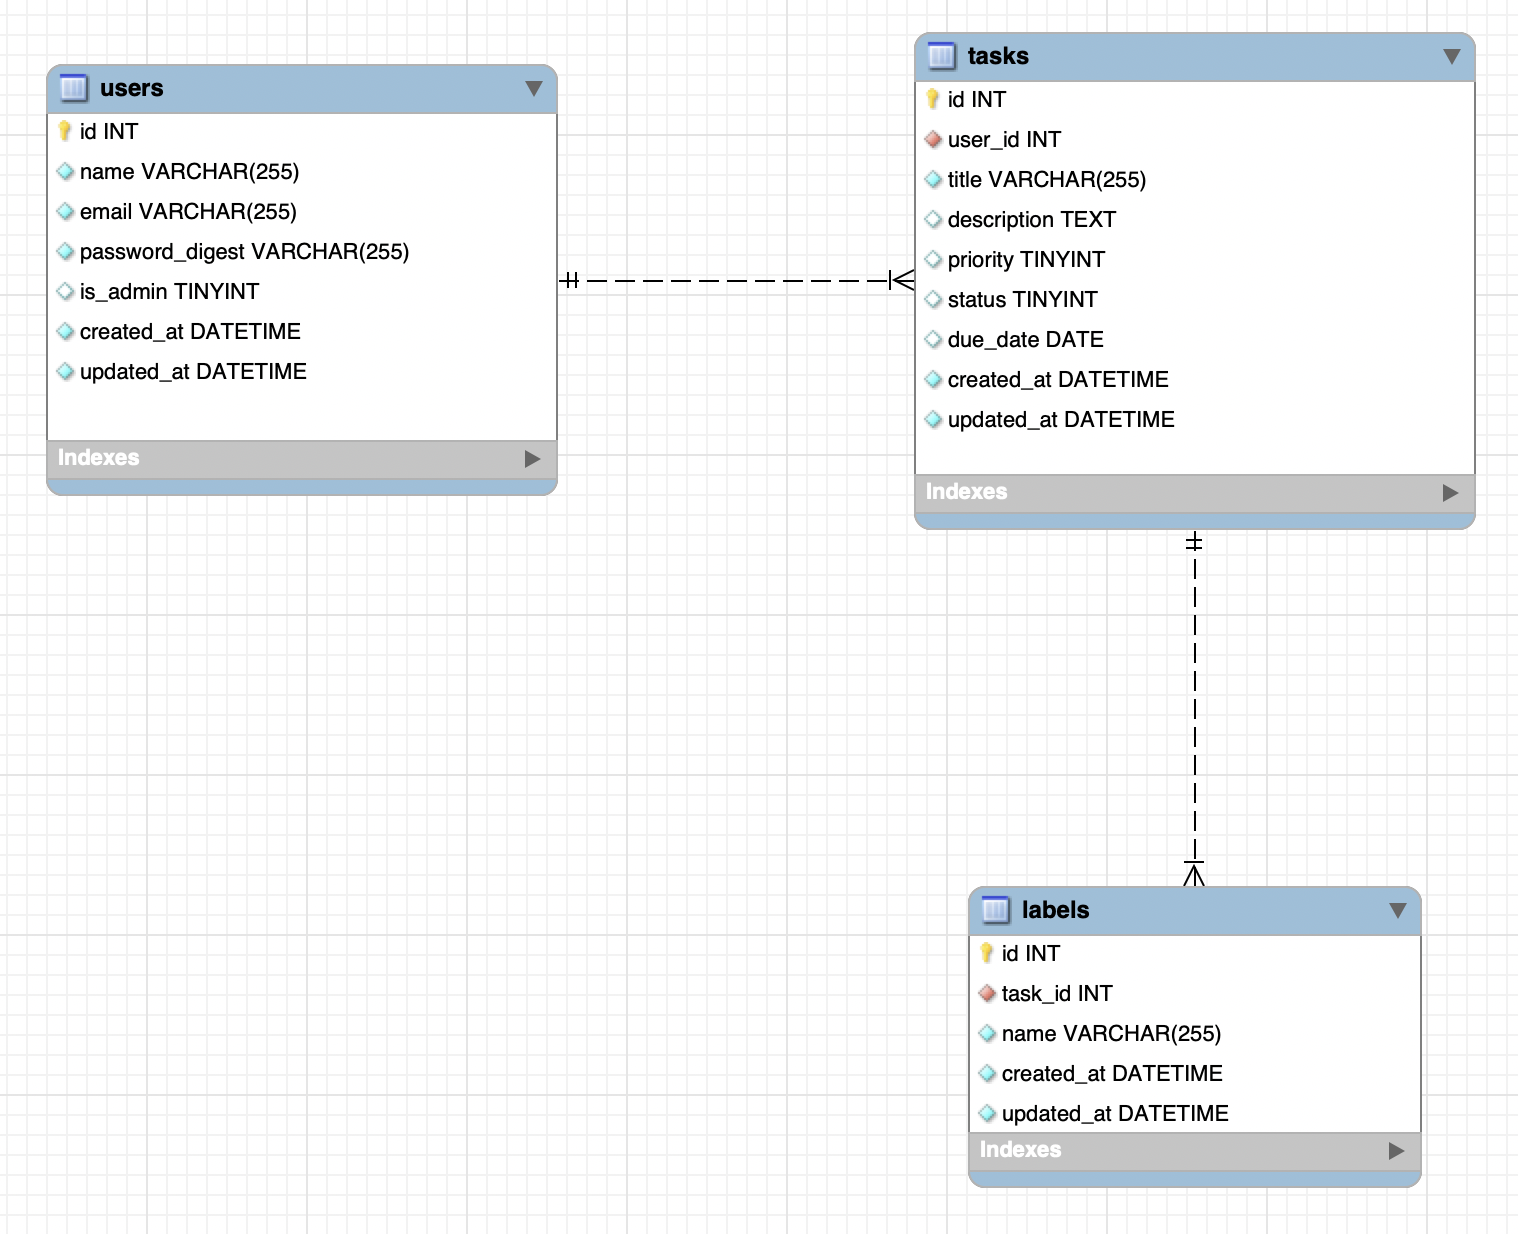 users
id INT
name VARCHAR(255)
email VARCHAR(255)
password_digest VARCHAR(255)
is_admin TINYINT
created_at DATETIME
updated_at DATETIME
Indexes
tasks
id INT
user_id INT
title VARCHAR(255)
description TEXT
priority TINYINT
status TINYINT
due_date DATE
created_at DATETIME
updated_at DATETIME
Indexes
labels
id INT
task_id INT
name VARCHAR(255)
created_at DATETIME
updated_at DATETIME
Indexes